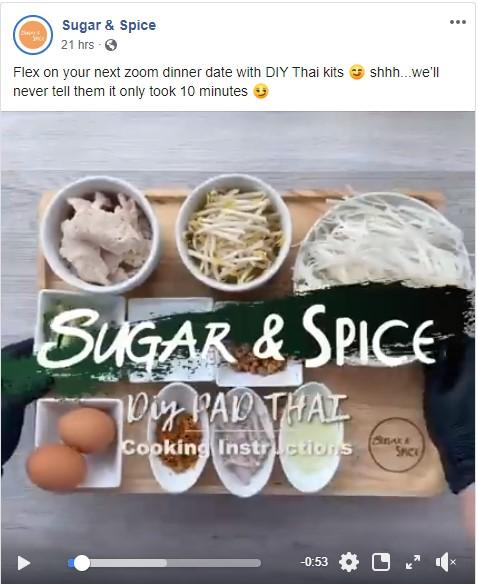 Sugar & Spice
21 hrs ·
Flex on your next zoom dinner date with DIY Thai kits 😊 shhh...we'll
never tell them it only took 10 minutes 😉
SUGAR & SPICE
Diy PAD THAI
Cooking Instructions
SUGAR &
SPICE
-0:53